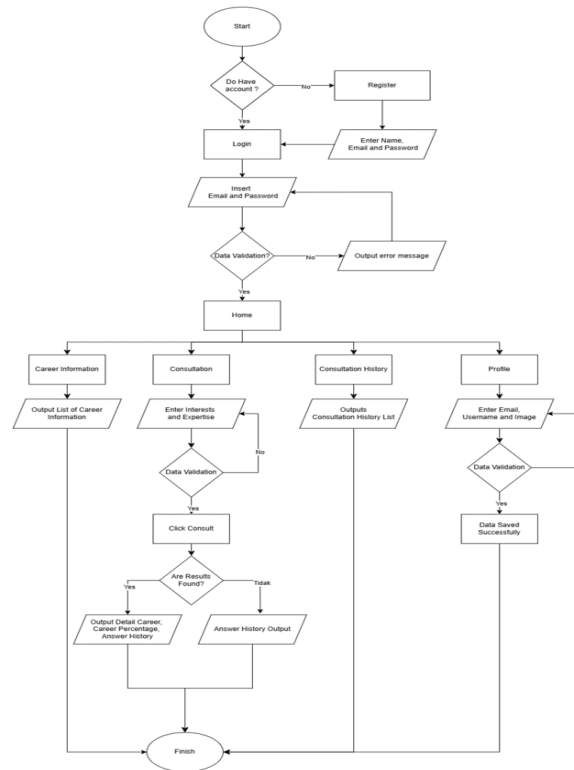 Start
Do Have
account ?
No
Register
Yes
Enter Name,
Email and Password
Login
Insert
Email and Password
Data Validation?
No
Output error message
Yes
Home
Career Information
Consultation
Consultation History
Profile
Output List of Career
Information
Enter Interests
and Expertise
Outputs
Consultation History List
Enter Email,
Username and Image
No
Data Validation
Data Validation
Yes
Yes
Click Consult
Data Saved
Successfully
Are Results
Found?
Yes
Tidak
Output Detail Career,
Career Percentage,
Answer History
Answer History Output
Finish